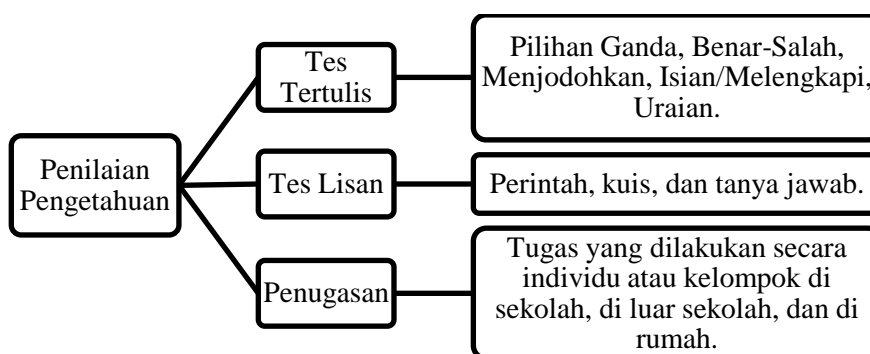 Penilaian
Pengetahuan
Tes
Tertulis
Pilihan Ganda, Benar-Salah,
Menjodohkan, Isian/Melengkapi,
Uraian.
Tes Lisan
Perintah, kuis, dan tanya jawab.
Penugasan
Tugas yang dilakukan secara
individu atau kelompok di
sekolah, di luar sekolah, dan di
rumah.